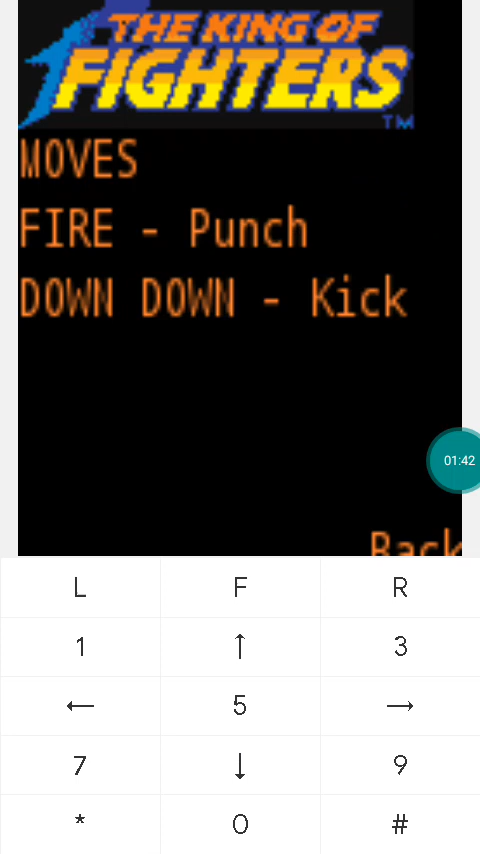 THE KING OF
FIGHTERS
TM
MOVES
FIRE - Punch
DOWN DOWN - Kick
01:42
Back
L F R
1 ↑ 3
← 5 →
7 ↓ 9
* 0 #